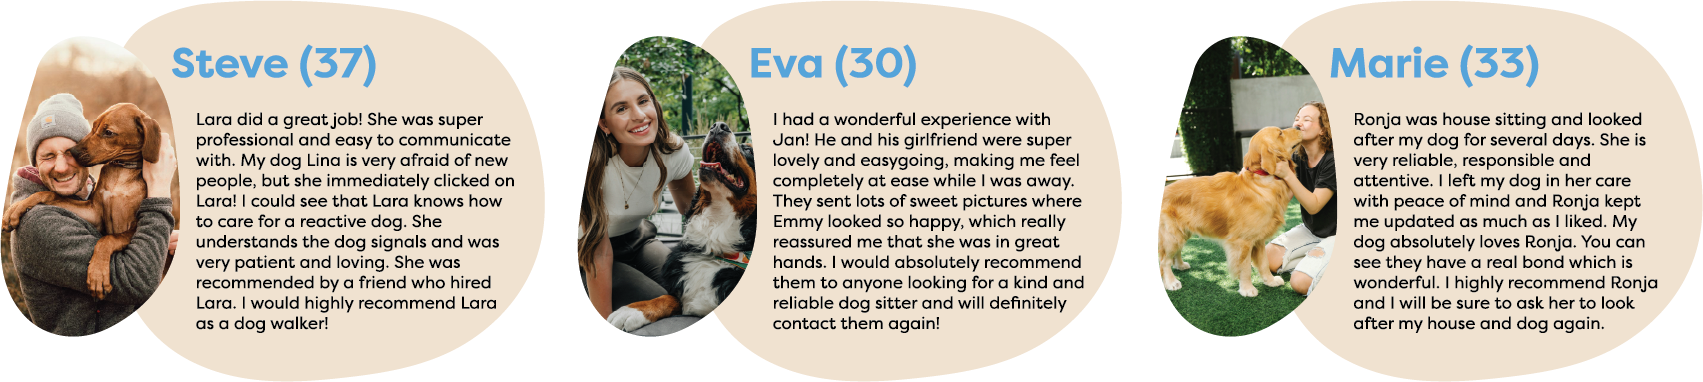 Steve (37)
Lara did a great job! She was super
professional and easy to communicate
with. My dog Lina is very afraid of new
people, but she immediately clicked on
Lara! I could see that Lara knows how
to care for a reactive dog. She
understands the dog signals and was
very patient and loving. She was
recommended by a friend who hired
Lara. I would highly recommend Lara
as a dog walker!
Eva (30)
I had a wonderful experience with
Jan! He and his girlfriend were super
lovely and easygoing, making me feel
completely at ease while I was away.
They sent lots of sweet pictures where
Emmy looked so happy, which really
reassured me that she was in great
hands. I would absolutely recommend
them to anyone looking for a kind and
reliable dog sitter and will definitely
contact them again!
Marie (33)
Ronja was house sitting and looked
after my dog for several days. She is
very reliable, responsible and
attentive. I left my dog in her care
with peace of mind and Ronja kept
me updated as much as I liked. My
dog absolutely loves Ronja. You can
see they have a real bond which is
wonderful. I highly recommend Ronja
and I will be sure to ask her to look
after my house and dog again.